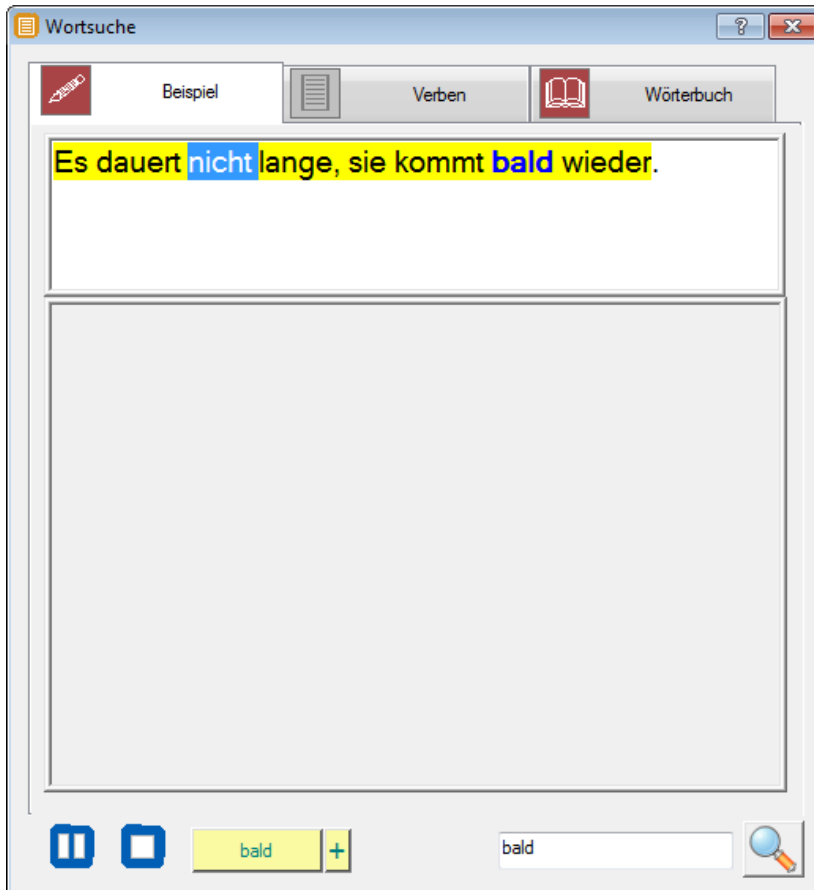 Wortsuche
?
Beispiel
Verben
Wörterbuch
Es dauert nicht lange, sie kommt bald wieder.
bald +
bald